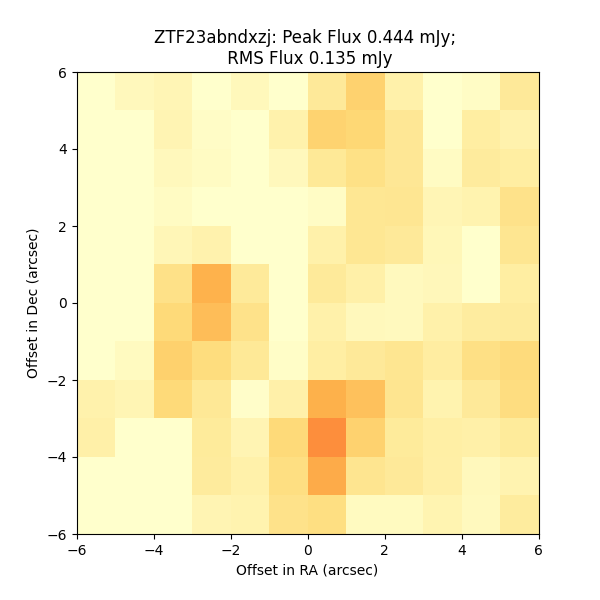 ZTF23abndxzj: Peak Flux 0.444 mJy;
RMS Flux 0.135 mJy
6
4
2
0
−2
−4
−6
Offset in Dec (arcsec)
−6 −4 −2 0 2 4 6
Offset in RA (arcsec)